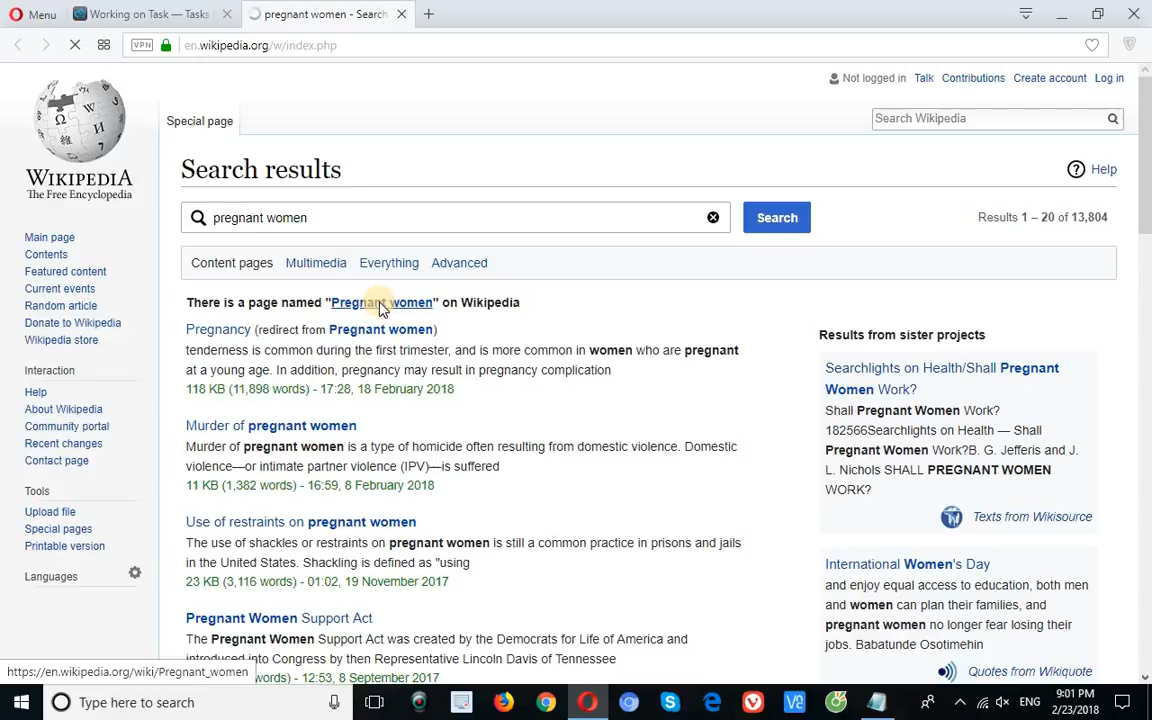 Menu
Working on Task — Tasks
pregnant women - Search
VPN
en.wikipedia.org/w/index.php
Not logged in Talk Contributions Create account Log in
Special page
Search Wikipedia
WIKIPEDIA
The Free Encyclopedia
Main page
Contents
Featured content
Current events
Random article
Donate to Wikipedia
Wikipedia store
Interaction
Help
About Wikipedia
Community portal
Recent changes
Contact page
Tools
Upload file
Special pages
Printable version
Languages
Search results
Help
pregnant women
Search
Results 1 – 20 of 13,804
Content pages Multimedia Everything Advanced
There is a page named "Pregnant women" on Wikipedia
Pregnancy (redirect from Pregnant women)
tenderness is common during the first trimester, and is more common in women who are pregnant
at a young age. In addition, pregnancy may result in pregnancy complication
118 KB (11,898 words) - 17:28, 18 February 2018
Murder of pregnant women
Murder of pregnant women is a type of homicide often resulting from domestic violence. Domestic
violence—or intimate partner violence (IPV)—is suffered
11 KB (1,382 words) - 16:59, 8 February 2018
Use of restraints on pregnant women
The use of shackles or restraints on pregnant women is still a common practice in prisons and jails
in the United States. Shackling is defined as "using
23 KB (3,116 words) - 01:02, 19 November 2017
Pregnant Women Support Act
The Pregnant Women Support Act was created by the Democrats for Life of America and
introduced into Congress by then Representative Lincoln Davis of Tennessee
- 12:53, 8 September 2017
Results from sister projects
Searchlights on Health/Shall Pregnant
Women Work?
Shall Pregnant Women Work?
182566Searchlights on Health — Shall
Pregnant Women Work?B. G. Jefferis and J.
L. Nichols SHALL PREGNANT WOMEN
WORK?
Texts from Wikisource
International Women's Day
and enjoy equal access to education, both men
and women can plan their families, and
pregnant women no longer fear losing their
jobs. Babatunde Osotimehin
Quotes from Wikiquote
https://en.wikipedia.org/wiki/Pregnant_women
Type here to search
ENG
9:01 PM
2/23/2018